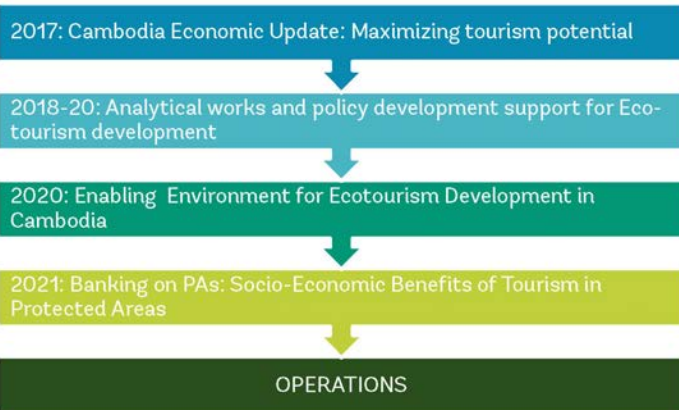 2017: Cambodia Economic Update: Maximizing tourism potential
2018-20: Analytical works and policy development support for Eco-
tourism development
2020: Enabling Environment for Ecotourism Development in
Cambodia
2021: Banking on PAs: Socio-Economic Benefits of Tourism in
Protected Areas
OPERATIONS